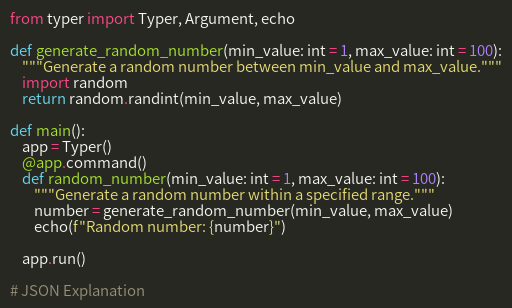 from typer import Typer, Argument, echo
def generate_random_number(min_value: int = 1, max_value: int = 100):
"""Generate a random number between min_value and max_value."""
import random
return random.randint(min_value, max_value)
def main():
app = Typer()
@app.command()
def random_number(min_value: int = 1, max_value: int = 100):
"""Generate a random number within a specified range."""
number = generate_random_number(min_value, max_value)
echo(f"Random number: {number}")
app.run()
# JSON Explanation